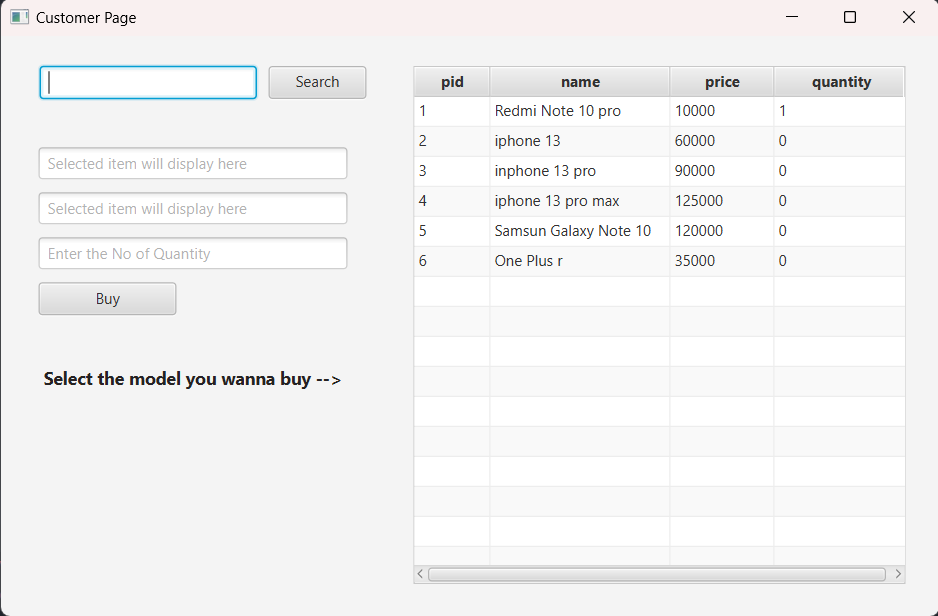 Customer Page
Search
Selected item will display here
Selected item will display here
Enter the No of Quantity
Buy
Select the model you wanna buy -->
pid name price quantity
1 Redmi Note 10 pro 10000 1
2 iphone 13 60000 0
3 inphone 13 pro 90000 0
4 iphone 13 pro max 125000 0
5 Samsun Galaxy Note 10 120000 0
6 One Plus r 35000 0